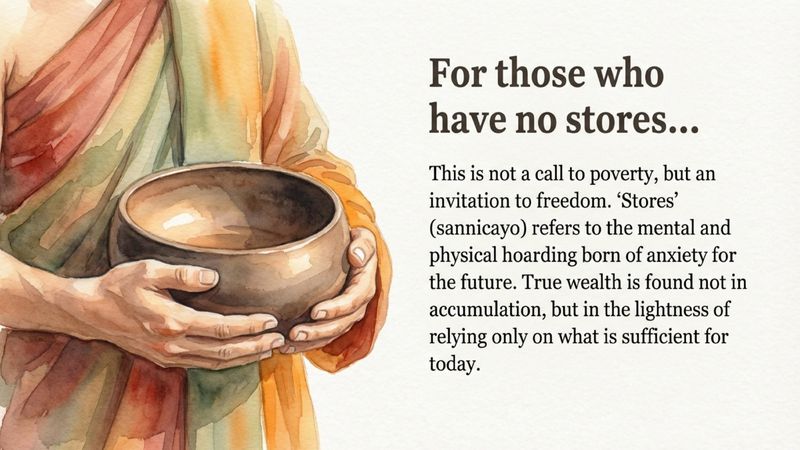 For those who
have no stores...
This is not a call to poverty, but an
invitation to freedom. ‘Stores’
(sannicayo) refers to the mental and
physical hoarding born of anxiety for
the future. True wealth is found not in
accumulation, but in the lightness of
relying only on what is sufficient for
today.